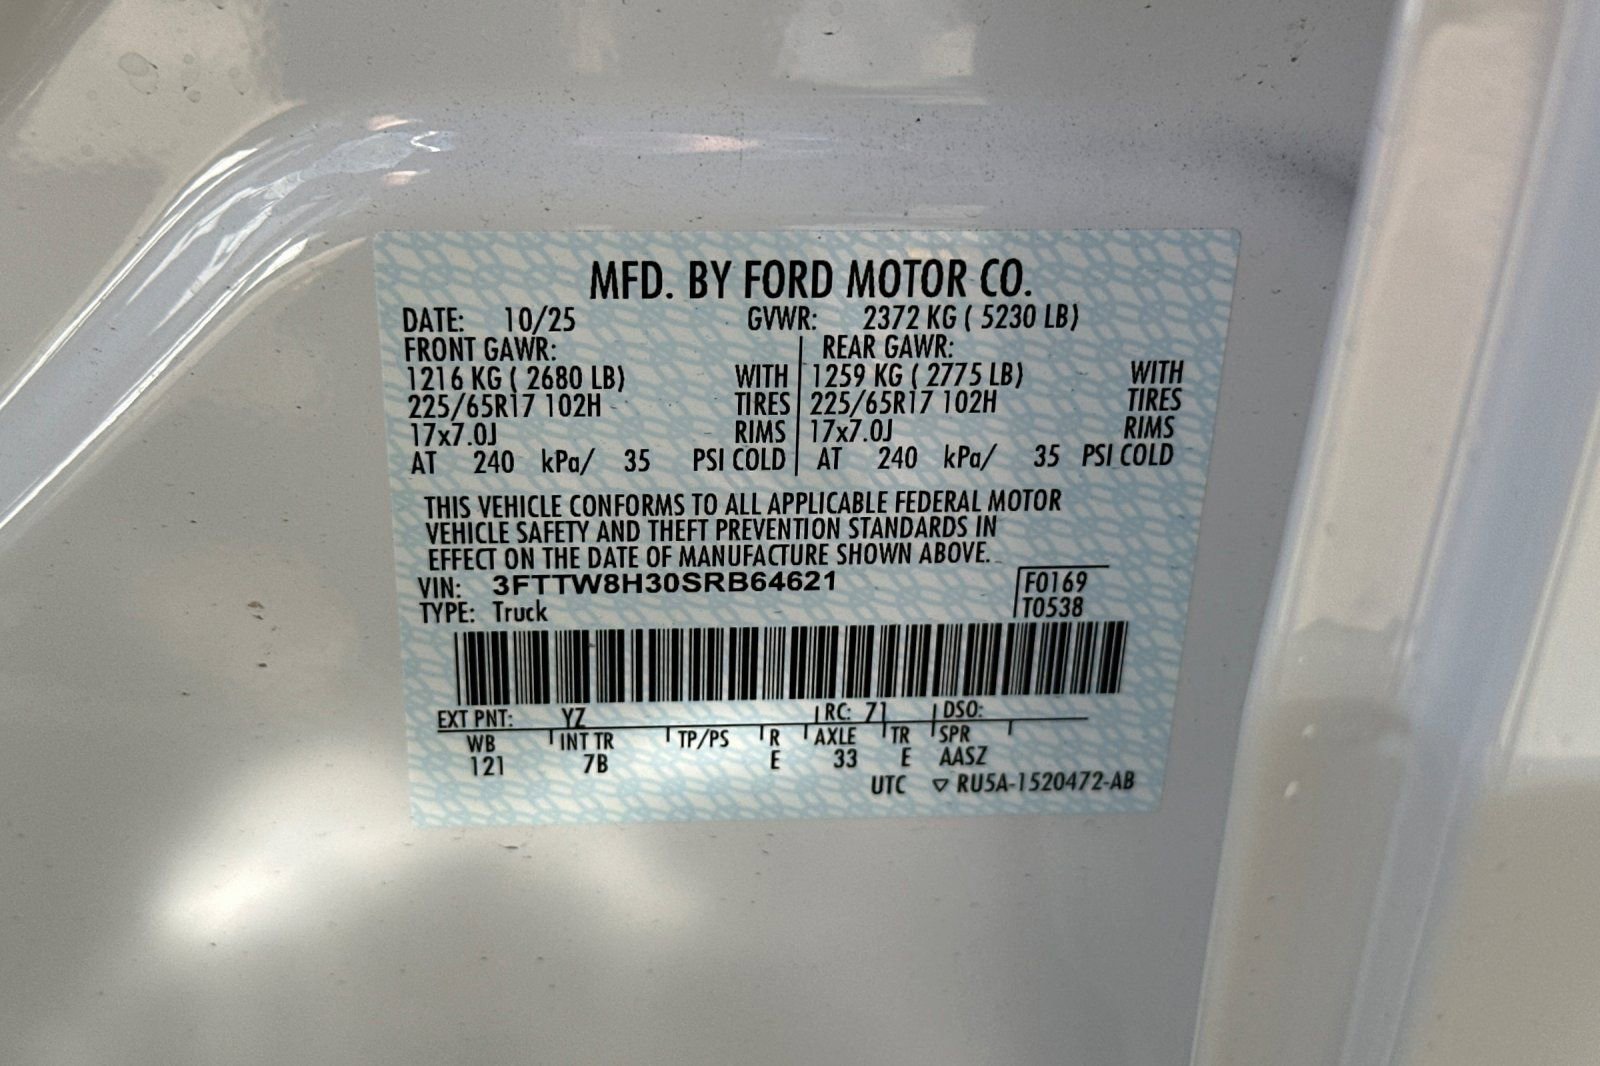 MFD. BY FORD MOTOR CO.
DATE: 10/25 GVWR: 2372 KG ( 5230 LB)
FRONT GAWR: REAR GAWR:
1216 KG ( 2680 LB) WITH 1259 KG ( 2775 LB) WITH
225/65R17 102H TIRES 225/65R17 102H TIRES
17x7.0J RIMS 17x7.0J RIMS
AT 240 kPa/ 35 PSI COLD AT 240 kPa/ 35 PSI COLD
THIS VEHICLE CONFORMS TO ALL APPLICABLE FEDERAL MOTOR
VEHICLE SAFETY AND THEFT PREVENTION STANDARDS IN
EFFECT ON THE DATE OF MANUFACTURE SHOWN ABOVE.
VIN: 3FTTW8H30SRB64621 F0169
TYPE: Truck T0538
EXT PNT: YZ RC: 71 DSO:
WB INT TR TP/PS R AXLE TR SPR
121 7B E 33 E AASZ
UTC ▽ RU5A-1520472-AB